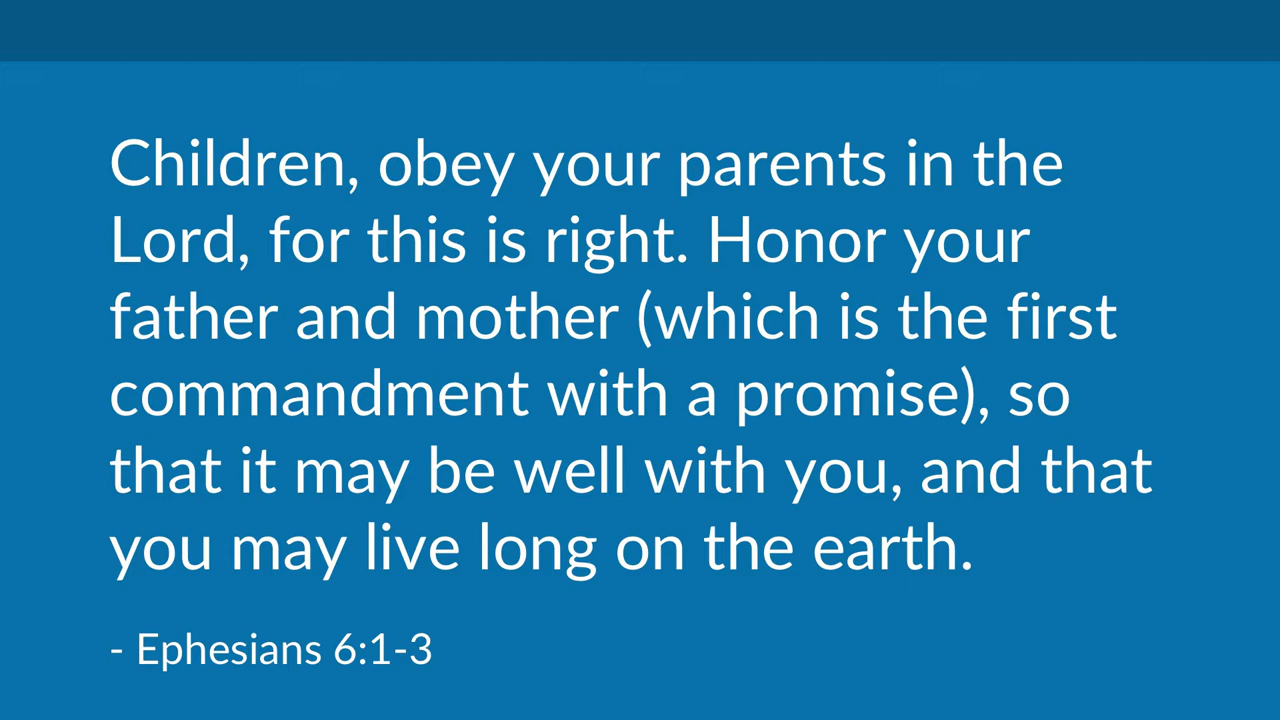 Children, obey your parents in the
Lord, for this is right. Honor your
father and mother (which is the first
commandment with a promise), so
that it may be well with you, and that
you may live long on the earth.
- Ephesians 6:1-3